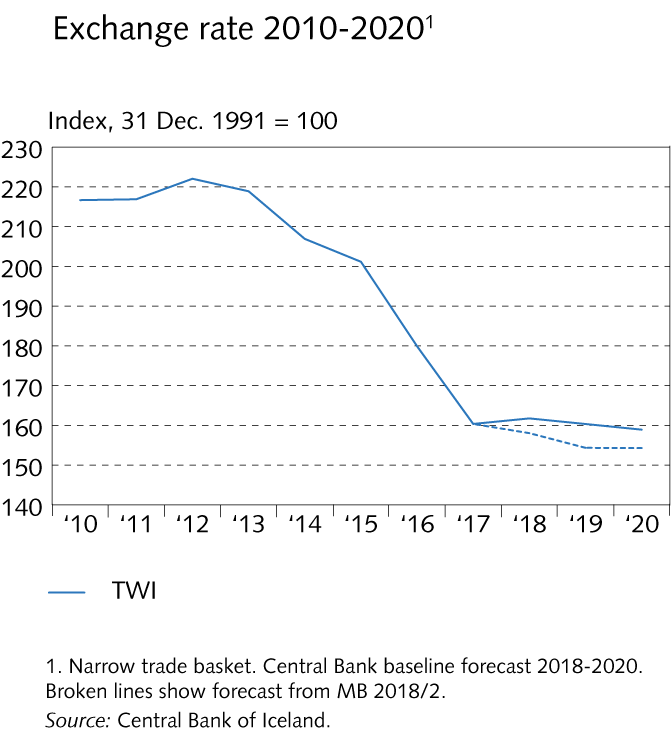 Exchange rate 2010-2020¹
Index, 31 Dec. 1991 = 100
230
220
210
200
190
180
170
160
150
140
‘10 ‘11 ‘12 ‘13 ‘14 ‘15 ‘16 ‘17 ‘18 ‘19 ‘20
TWI
1. Narrow trade basket. Central Bank baseline forecast 2018-2020.
Broken lines show forecast from MB 2018/2.
Source: Central Bank of Iceland.